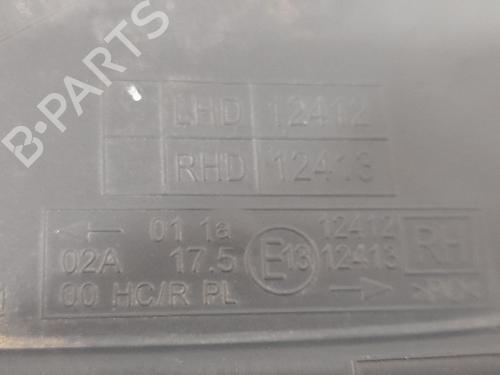 B-PARTS
LHD 12412
RHD 12413
01 1a 12412
02A 17.5 E13 12413 RH
00 HC/R PL